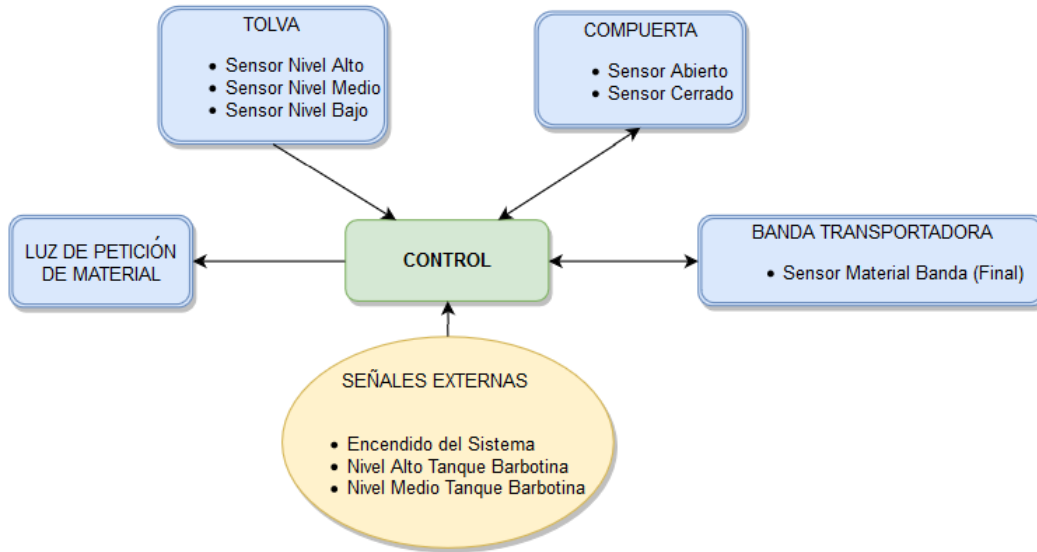 TOLVA
Sensor Nivel Alto
Sensor Nivel Medio
Sensor Nivel Bajo
COMPUERTA
Sensor Abierto
Sensor Cerrado
LUZ DE PETICIÓN
DE MATERIAL
CONTROL
BANDA TRANSPORTADORA
Sensor Material Banda (Final)
SEÑALES EXTERNAS
Encendido del Sistema
Nivel Alto Tanque Barbotina
Nivel Medio Tanque Barbotina